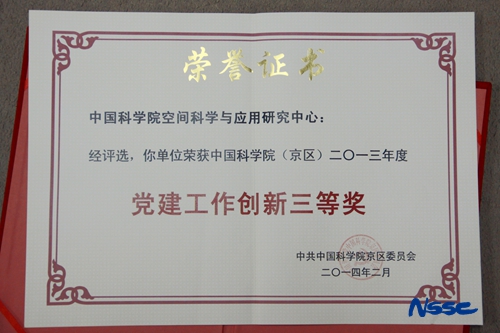 荣誉证书
中国科学院空间科学与应用研究中心：
经评选，你单位荣获中国科学院（京区）二〇一三年度
党建工作创新三等奖
中共中国科学院京区委员会
二〇一四年二月
NSSC